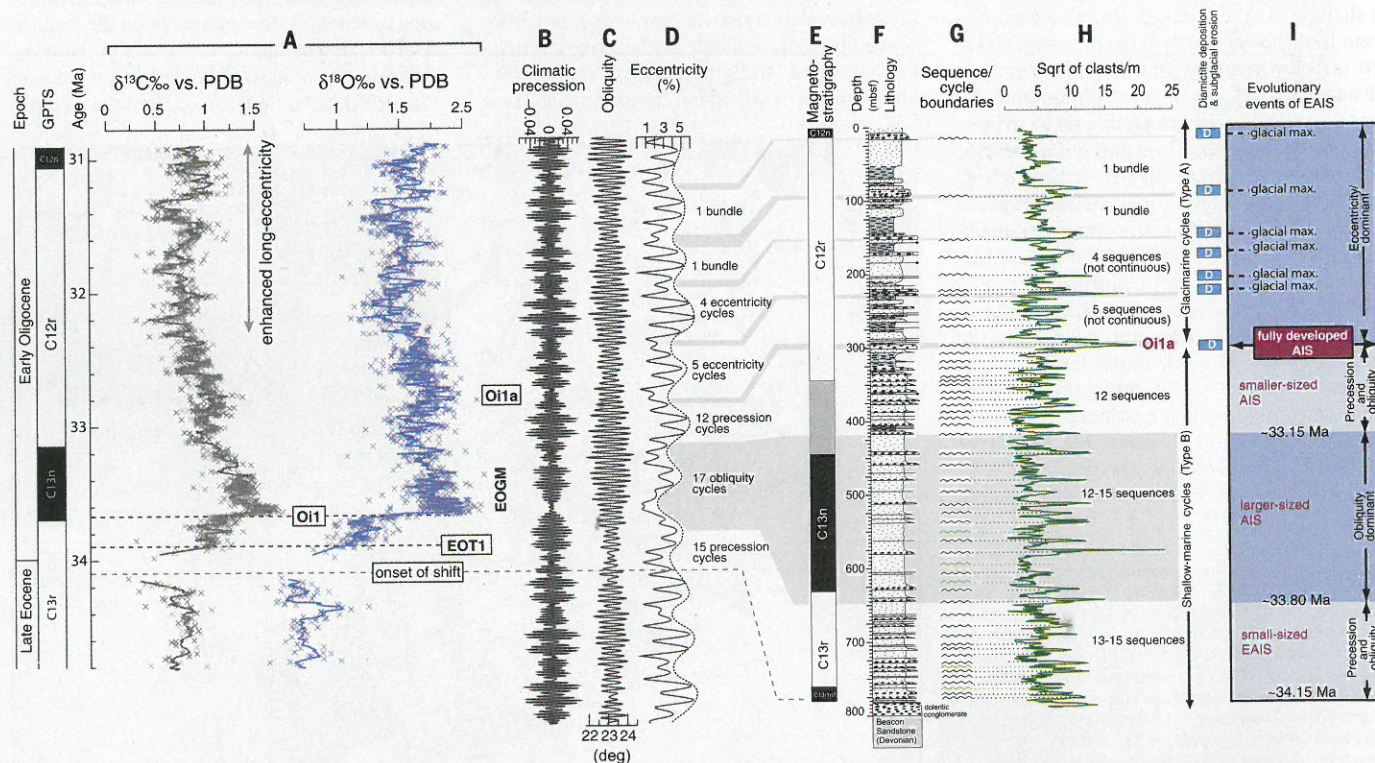 A
B
C
D
E
F
G
H
I
Epoch
GPTS
Age (Ma)
δ13C‰ vs. PDB
δ18O‰ vs. PDB
0.5
1
1.5
1.5
2.5
Climatic
precession
-0.04
0
0.04
Obliquity
Eccentricity
(%)
1 3 5
Magneto-
stratigraphy
Depth
(mbsf)
Lithology
Sequence/
cycle
boundaries
Sqrt of clasts/m
0 5 10 15 20 25
Diamictite deposition
& subglacial erosion
Evolutionary
events of EAIS
Early Oligocene
Late Eocene
C12n
C12r
C13n
C13r
31
32
33
34
enhanced long-eccentricity
Oi1a
EOGM
Oi1
EOT1
onset of shift
1 bundle
1 bundle
4 eccentricity
cycles
5 eccentricity
cycles
12 precession
cycles
17 obliquity
cycles
15 precession
cycles
22 23 24
(deg)
C12n
C12r
C13n
C13r
0
100
200
300
400
500
600
700
800
doleritic
conglomerate
Beacon
Sandstone
(Devonian)
1 bundle
1 bundle
4 sequences
(not continuous)
5 sequences
(not continuous)
Oi1a
12 sequences
12-15 sequences
13-15 sequences
Glacimarine cycles (Type A)
Shallow-marine cycles (Type B)
D
D
D
D
D
D
D
glacial max.
glacial max.
glacial max.
glacial max.
glacial max.
glacial max.
fully developed
AIS
smaller-sized
AIS
~33.15 Ma
larger-sized
AIS
~33.80 Ma
small-sized
EAIS
~34.15 Ma
Eccentricity/
dominant
Precession
and
obliquity
Obliquity
dominant
Precession
and
obliquity